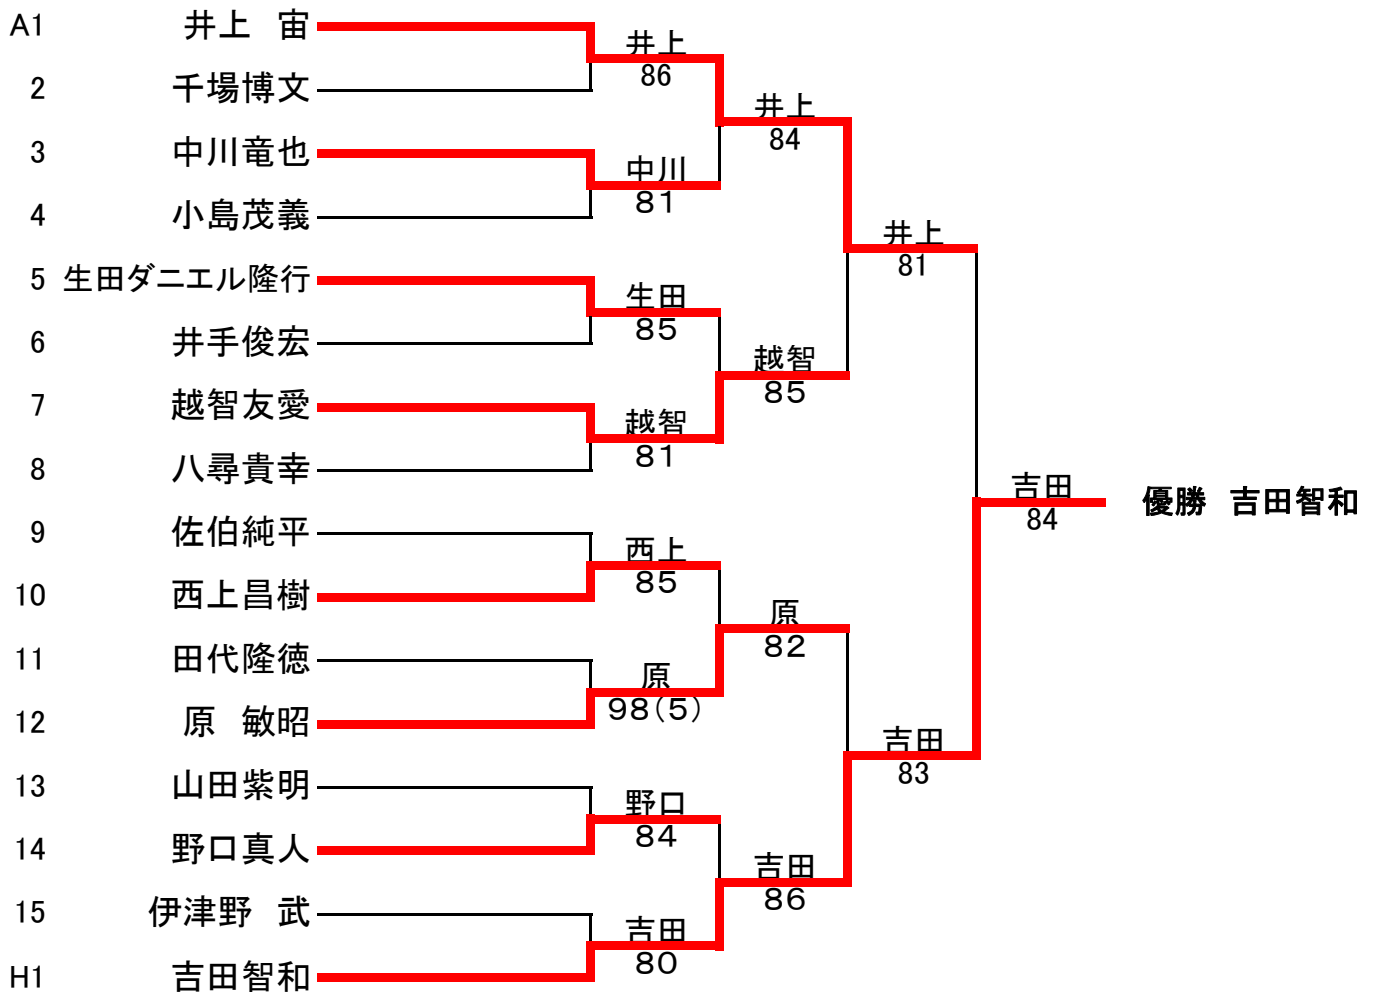 A1 井上　宙
井上
86
2 千場博文
井上
84
3 中川竜也
中川
81
4 小島茂義
井上
81
5 生田ダニエル隆行
生田
85
6 井手俊宏
越智
85
7 越智友愛
越智
81
8 八尋貴幸
吉田
84
優勝　吉田智和
9 佐伯純平
西上
85
10 西上昌樹
原
82
11 田代隆徳
原
98(5)
12 原　敏昭
吉田
83
13 山田紫明
野口
84
14 野口真人
吉田
86
15 伊津野　武
吉田
80
H1 吉田智和